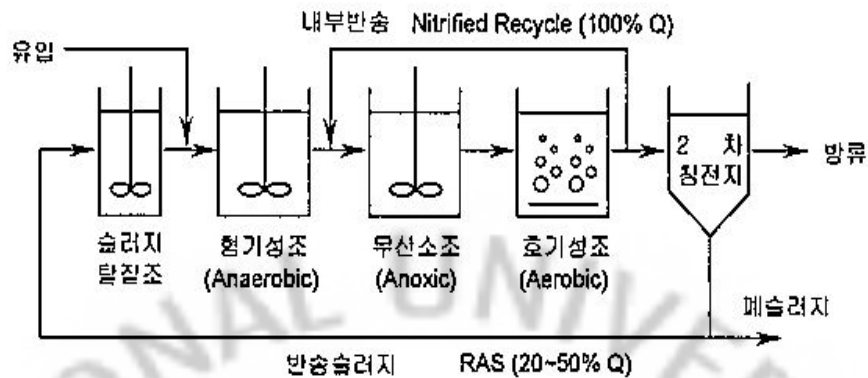 내부반송 Nitrified Recycle (100% Q)
유입
2 차
침전지
방류
슬러지
탈질조
혐기성조
(Anaerobic)
무산소조
(Anoxic)
호기성조
(Aerobic)
폐슬러지
반송슬러지 RAS (20~50% Q)
ONAL UNIVE